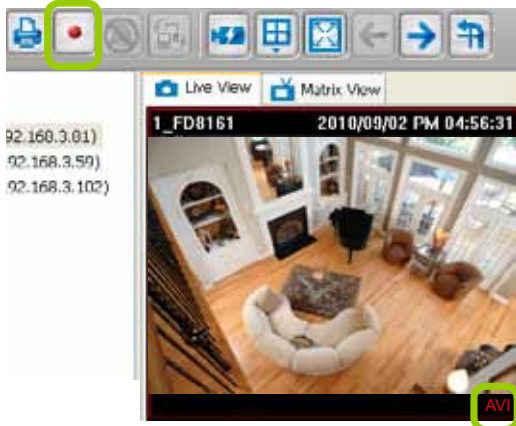 Live View
Matrix View
92.168.3.81)
92.168.3.59)
92.168.3.102)
1_FD8161
2010/09/02 PM 04:56:31
AVI